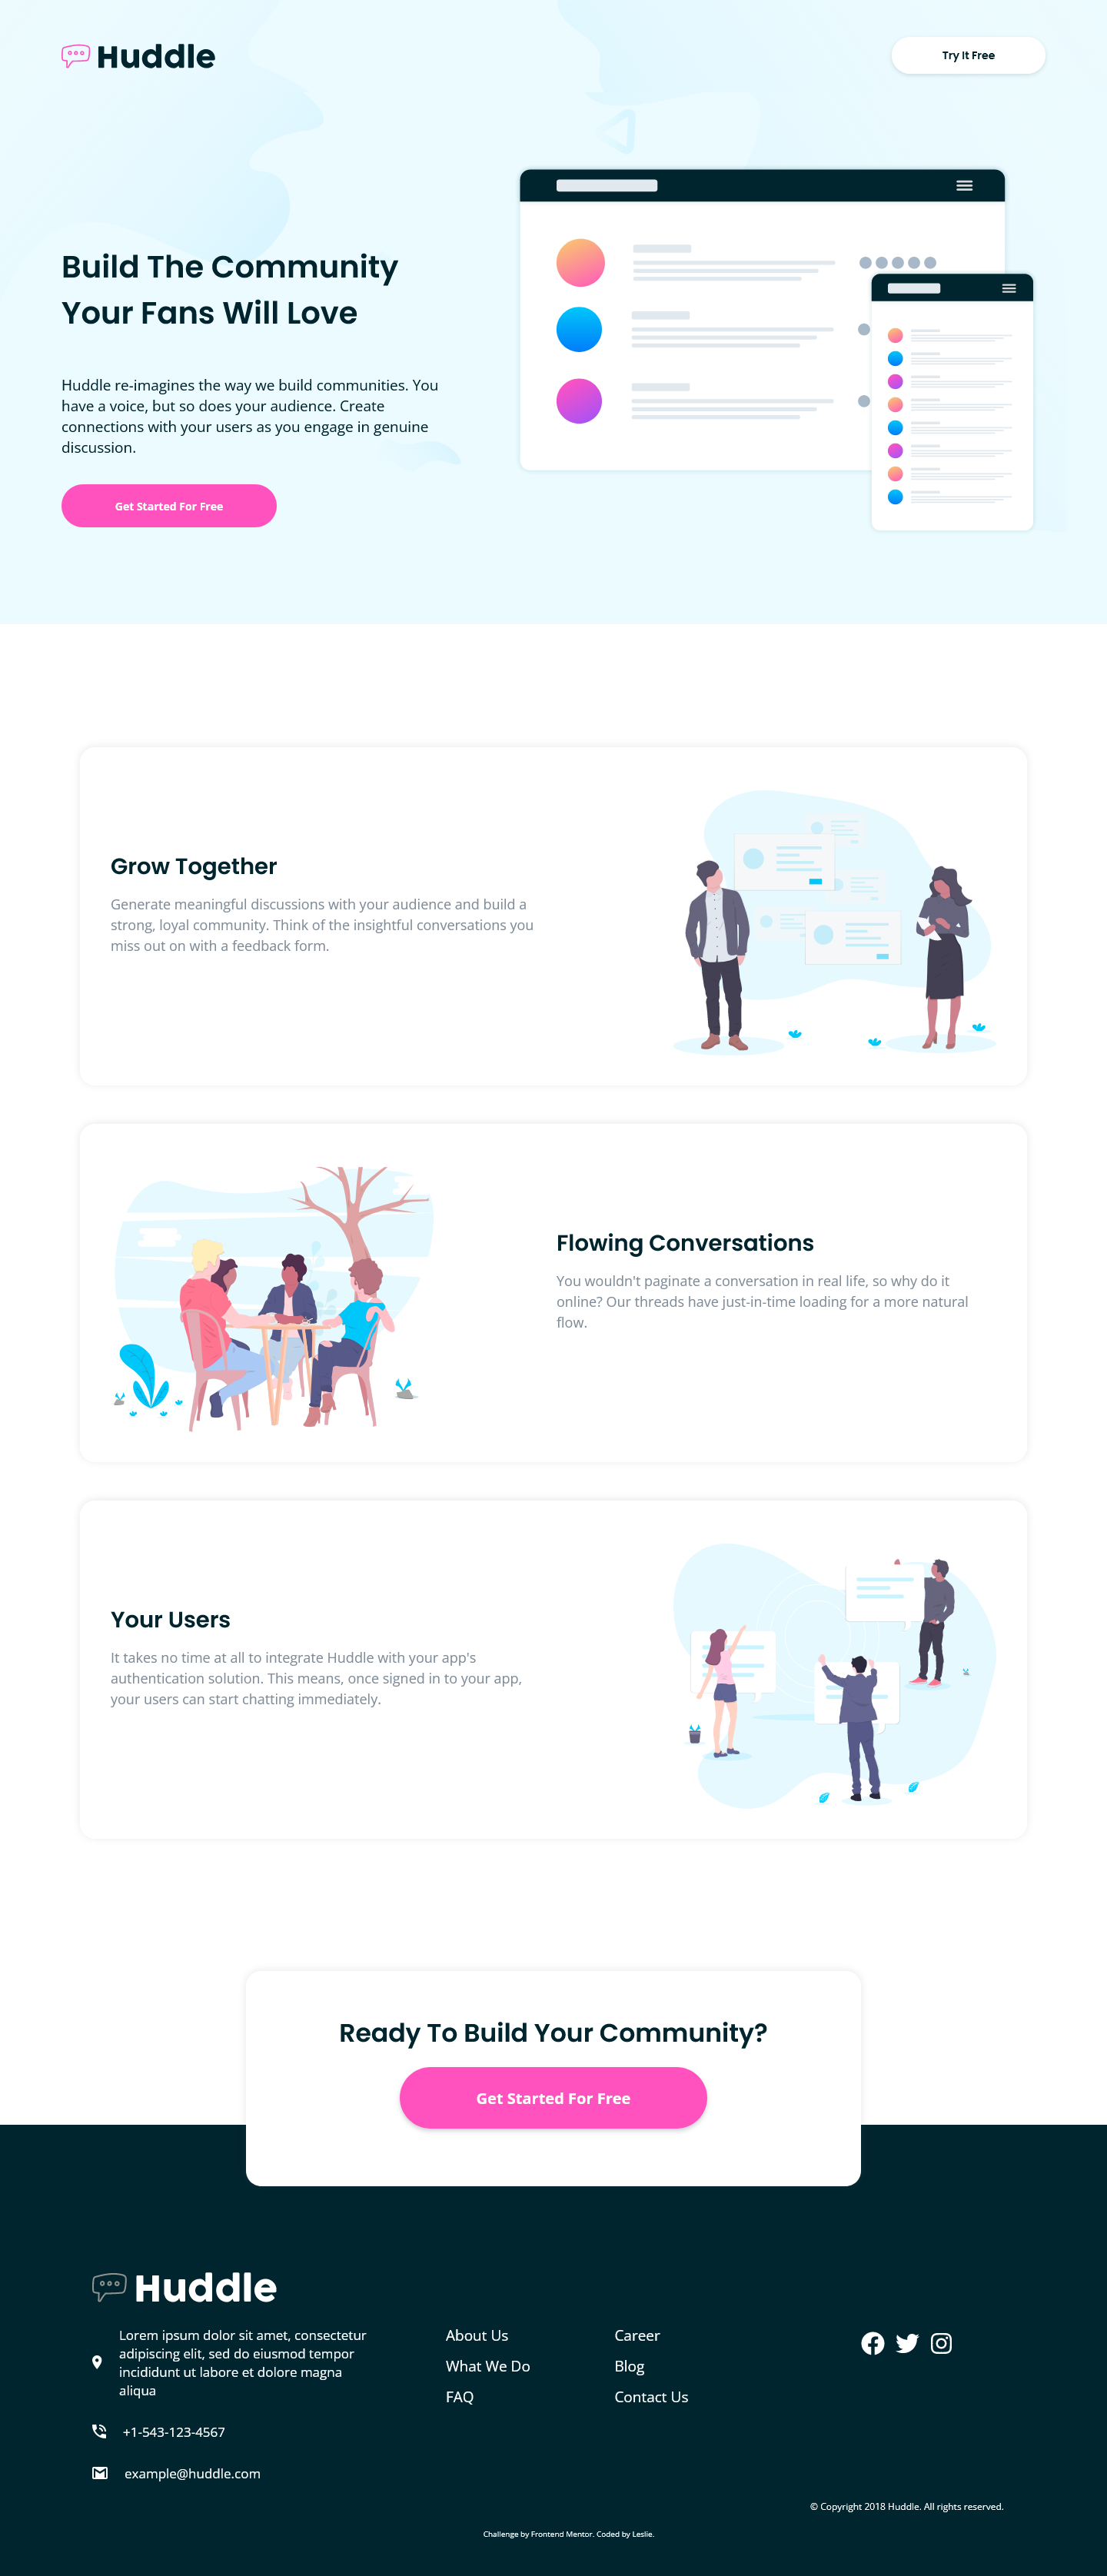 Huddle
Try It Free
Build The Community
Your Fans Will Love
Huddle re-imagines the way we build communities. You
have a voice, but so does your audience. Create
connections with your users as you engage in genuine
discussion.
Get Started For Free
Grow Together
Generate meaningful discussions with your audience and build a
strong, loyal community. Think of the insightful conversations you
miss out on with a feedback form.
Flowing Conversations
You wouldn't paginate a conversation in real life, so why do it
online? Our threads have just-in-time loading for a more natural
flow.
Your Users
It takes no time at all to integrate Huddle with your app's
authentication solution. This means, once signed in to your app,
your users can start chatting immediately.
Ready To Build Your Community?
Get Started For Free
Huddle
Lorem ipsum dolor sit amet, consectetur
adipiscing elit, sed do eiusmod tempor
incididunt ut labore et dolore magna
aliqua
+1-543-123-4567
example@huddle.com
About Us
What We Do
FAQ
Career
Blog
Contact Us
© Copyright 2018 Huddle. All rights reserved.
Challenge by Frontend Mentor. Coded by Leslie.